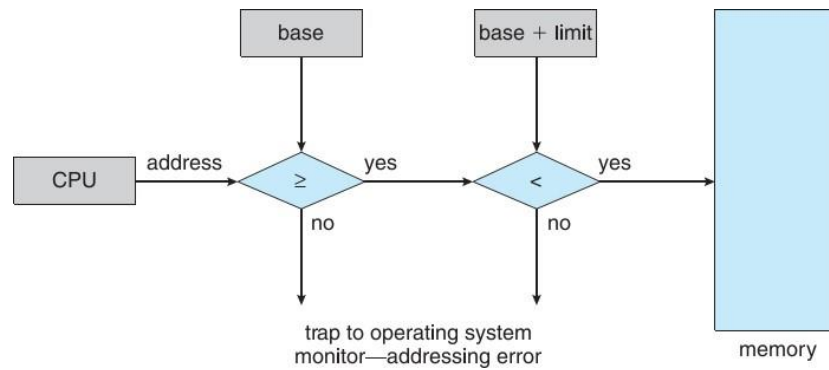 base
base + limit
CPU
address
≥
yes
<
yes
no
no
trap to operating system
monitor—addressing error
memory